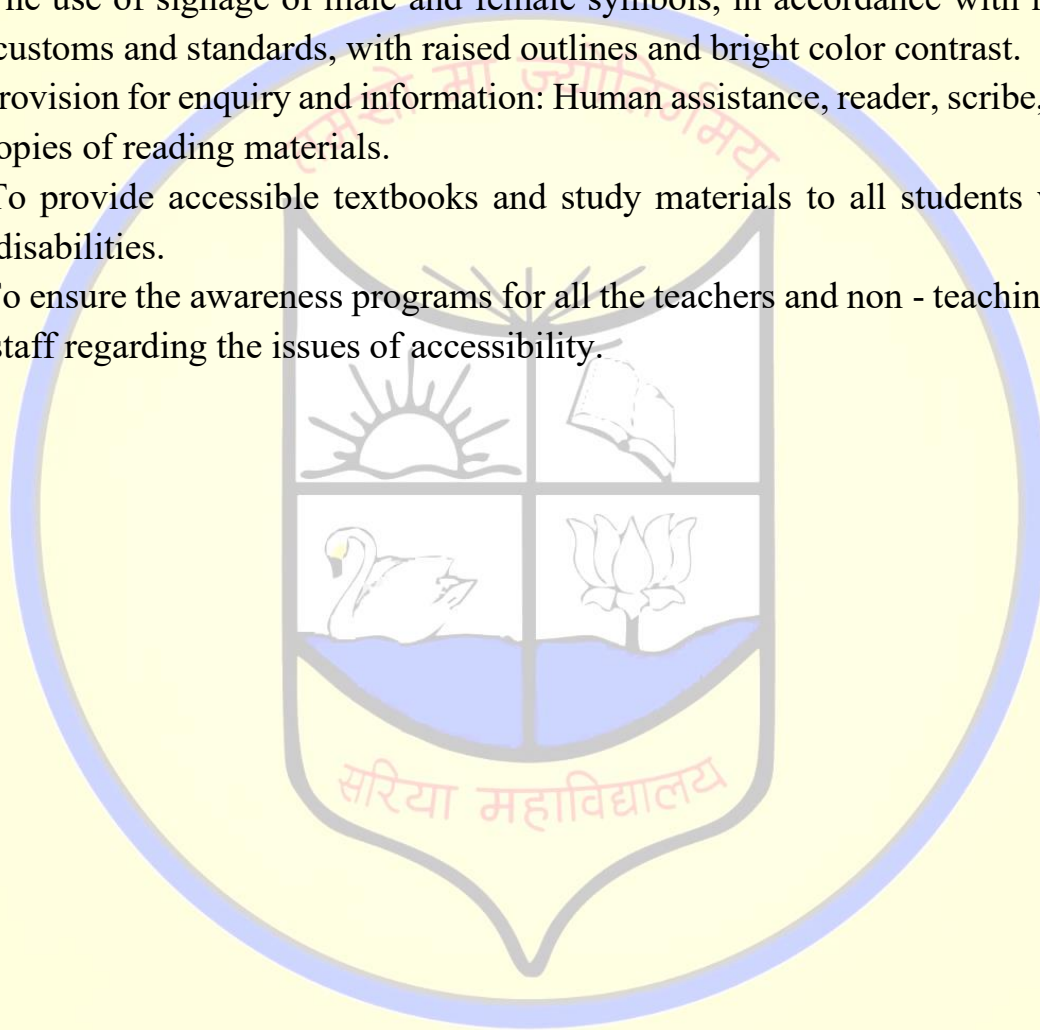 The use of signage of male and female symbols, in accordance with
customs and standards, with raised outlines and bright color contrast.
rovision for enquiry and information: Human assistance, reader, scribe,
opies of reading materials.
To provide accessible textbooks and study materials to all students
disabilities.
To ensure the awareness programs for all the teachers and non - teachin
staff regarding the issues of accessibility.
तमसो मा ज्योतिर्गमय
सरिया महाविद्यालय